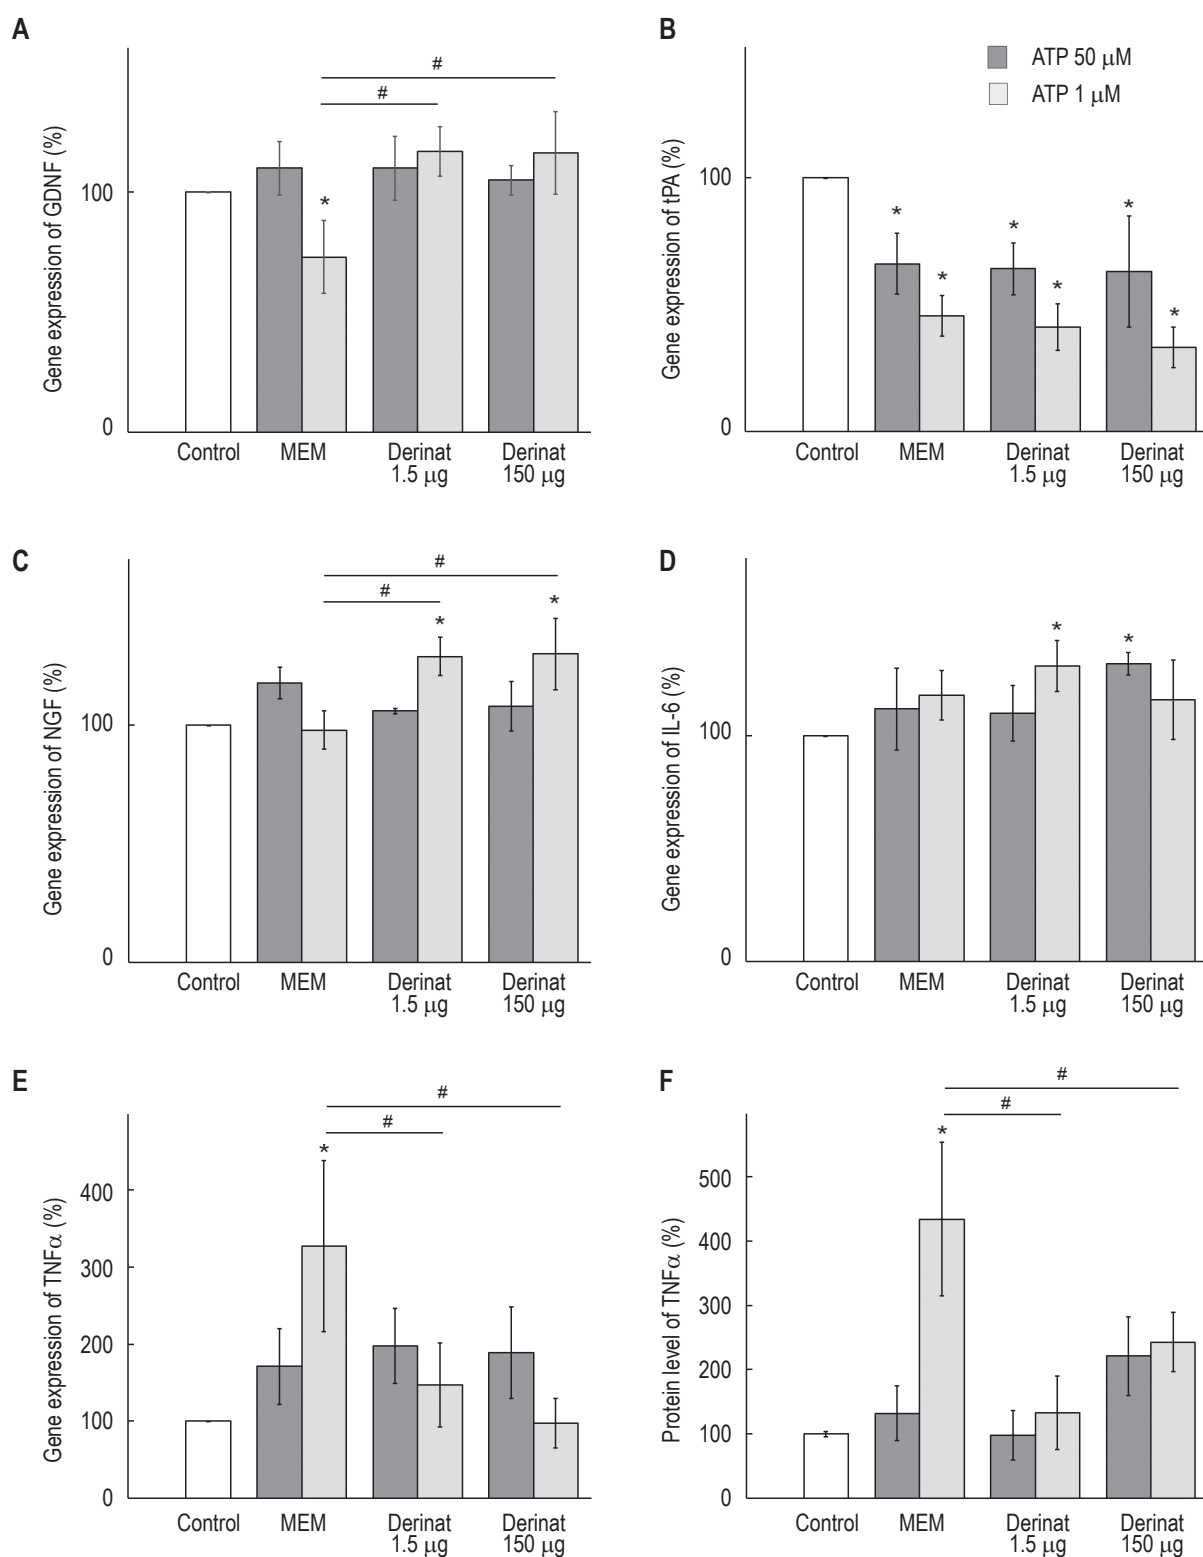 A
Gene expression of GDNF (%)
100
0
#
#
*
Control
MEM
Derinat
1.5 μg
Derinat
150 μg
B
ATP 50 μM
ATP 1 μM
Gene expression of tPA (%)
100
0
*
*
*
*
*
*
Control
MEM
Derinat
1.5 μg
Derinat
150 μg
C
Gene expression of NGF (%)
100
0
#
#
*
*
Control
MEM
Derinat
1.5 μg
Derinat
150 μg
D
Gene expression of IL-6 (%)
100
0
*
*
Control
MEM
Derinat
1.5 μg
Derinat
150 μg
E
Gene expression of TNFα (%)
400
300
200
100
0
#
#
*
Control
MEM
Derinat
1.5 μg
Derinat
150 μg
F
Protein level of TNFα (%)
500
400
300
200
100
0
#
#
*
Control
MEM
Derinat
1.5 μg
Derinat
150 μg